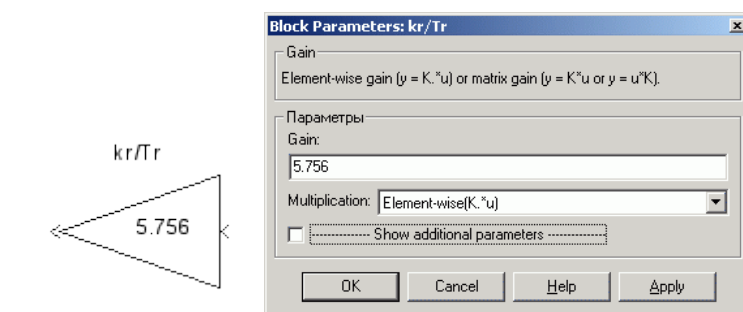 kr/Tr
5.756
Block Parameters: kr/Tr
Gain
Element-wise gain (y = K.*u) or matrix gain (y = K*u or y = u*K).
Параметры
Gain:
5.756
Multiplication: Element-wise(K.*u)
------------- Show additional parameters -------------
OK Cancel Help Apply